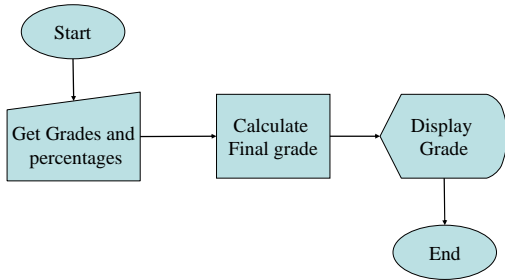 Start
Get Grades and
percentages
Calculate
Final grade
Display
Grade
End